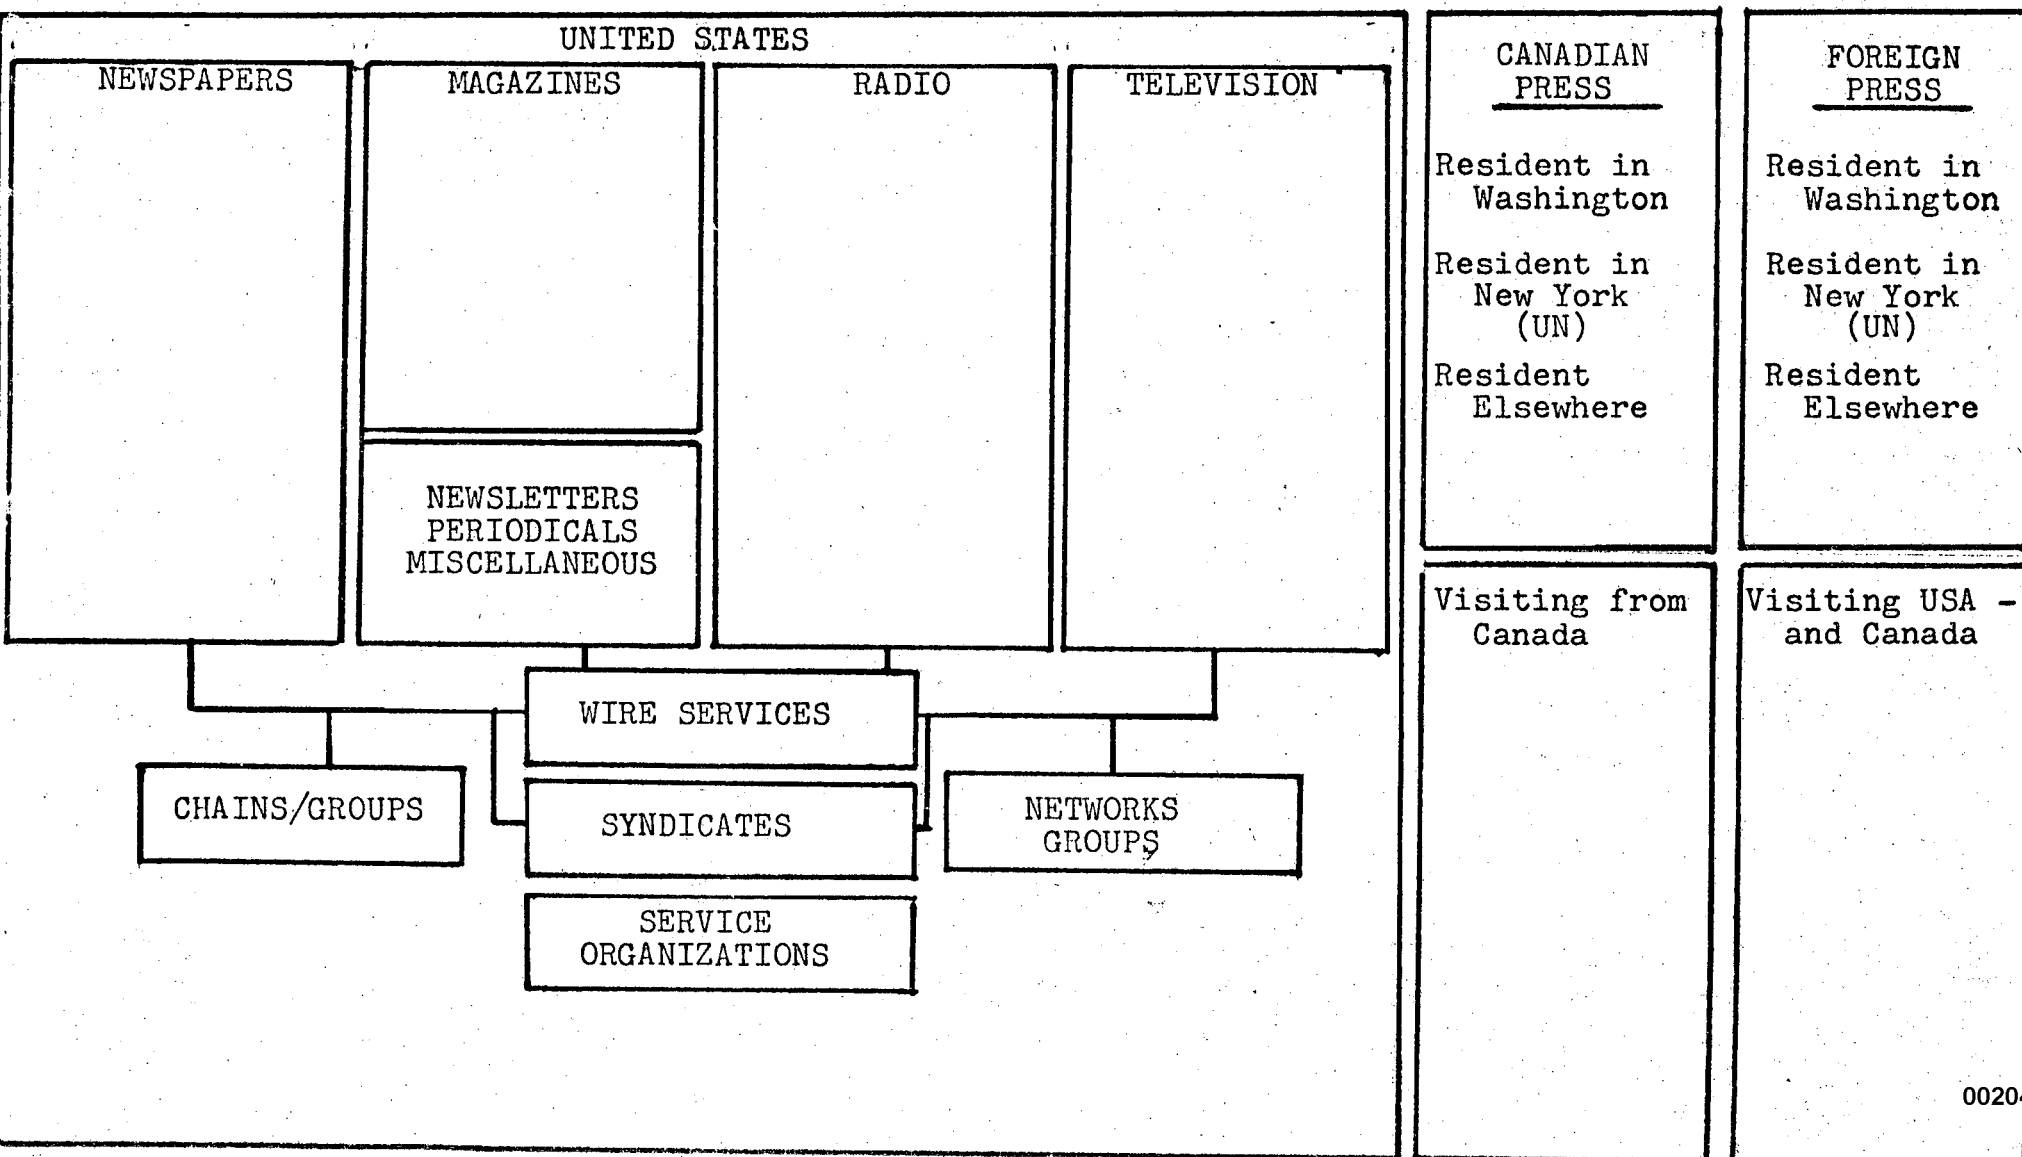 UNITED STATES
NEWSPAPERS
MAGAZINES
RADIO
TELEVISION
NEWSLETTERS
PERIODICALS
MISCELLANEOUS
WIRE SERVICES
CHAINS/GROUPS
SYNDICATES
NETWORKS
GROUPS
SERVICE
ORGANIZATIONS
CANADIAN
PRESS
Resident in
Washington
Resident in
New York
(UN)
Resident
Elsewhere
Visiting from
Canada
FOREIGN
PRESS
Resident in
Washington
Resident in
New York
(UN)
Resident
Elsewhere
Visiting USA -
and Canada
00204